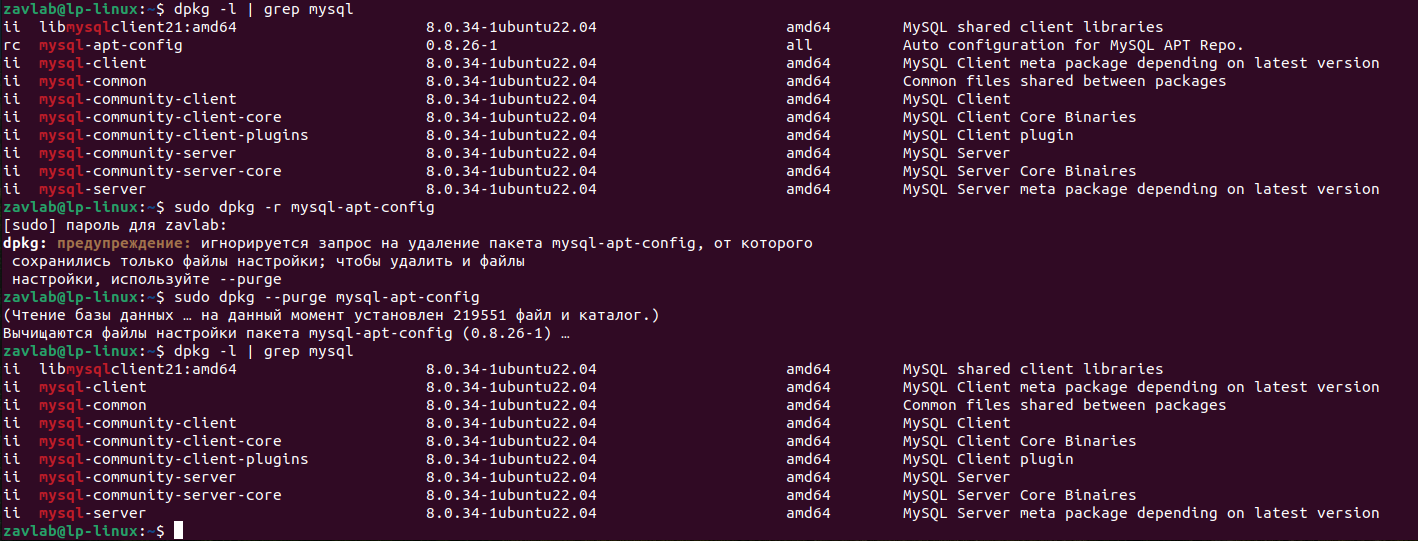 zavlab@lp-linux:~$ dpkg -l | grep mysql
ii  libmysqlclient21:amd64                     8.0.34-1ubuntu22.04                     amd64        MySQL shared client libraries
rc  mysql-apt-config                           0.8.26-1                                all          Auto configuration for MySQL APT Repo.
ii  mysql-client                               8.0.34-1ubuntu22.04                     amd64        MySQL Client meta package depending on latest version
ii  mysql-common                               8.0.34-1ubuntu22.04                     amd64        Common files shared between packages
ii  mysql-community-client                     8.0.34-1ubuntu22.04                     amd64        MySQL Client
ii  mysql-community-client-core                8.0.34-1ubuntu22.04                     amd64        MySQL Client Core Binaries
ii  mysql-community-client-plugins             8.0.34-1ubuntu22.04                     amd64        MySQL Client plugin
ii  mysql-community-server                     8.0.34-1ubuntu22.04                     amd64        MySQL Server
ii  mysql-community-server-core                8.0.34-1ubuntu22.04                     amd64        MySQL Server Core Binaires
ii  mysql-server                               8.0.34-1ubuntu22.04                     amd64        MySQL Server meta package depending on latest version
zavlab@lp-linux:~$ sudo dpkg -r mysql-apt-config
[sudo] пароль для zavlab:
dpkg: предупреждение: игнорируется запрос на удаление пакета mysql-apt-config, от которого
 сохранились только файлы настройки; чтобы удалить и файлы
 настройки, используйте --purge
zavlab@lp-linux:~$ sudo dpkg --purge mysql-apt-config
(Чтение базы данных … на данный момент установлен 219551 файл и каталог.)
Вычищаются файлы настройки пакета mysql-apt-config (0.8.26-1) …
zavlab@lp-linux:~$ dpkg -l | grep mysql
ii  libmysqlclient21:amd64                     8.0.34-1ubuntu22.04                     amd64        MySQL shared client libraries
ii  mysql-client                               8.0.34-1ubuntu22.04                     amd64        MySQL Client meta package depending on latest version
ii  mysql-common                               8.0.34-1ubuntu22.04                     amd64        Common files shared between packages
ii  mysql-community-client                     8.0.34-1ubuntu22.04                     amd64        MySQL Client
ii  mysql-community-client-core                8.0.34-1ubuntu22.04                     amd64        MySQL Client Core Binaries
ii  mysql-community-client-plugins             8.0.34-1ubuntu22.04                     amd64        MySQL Client plugin
ii  mysql-community-server                     8.0.34-1ubuntu22.04                     amd64        MySQL Server
ii  mysql-community-server-core                8.0.34-1ubuntu22.04                     amd64        MySQL Server Core Binaires
ii  mysql-server                               8.0.34-1ubuntu22.04                     amd64        MySQL Server meta package depending on latest version
zavlab@lp-linux:~$